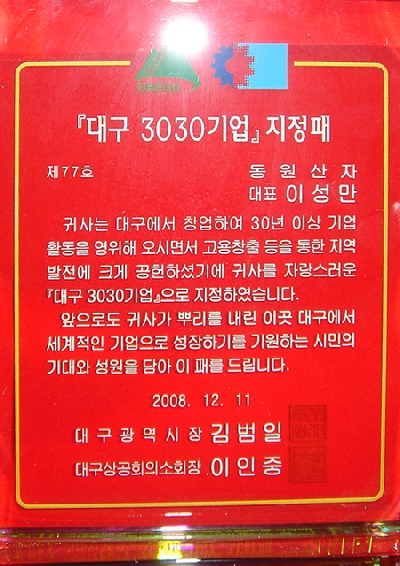 『대구 3030기업』 지정패
제77호
동원산자
대표 이성만
귀사는 대구에서 창업하여 30년 이상 기업
활동을 영위해 오시면서 고용창출 등을 통한 지역
발전에 크게 공헌하셨기에 귀사를 자랑스러운
『대구 3030기업』으로 지정하였습니다.
앞으로도 귀사가 뿌리를 내린 이곳 대구에서
세계적인 기업으로 성장하기를 기원하는 시민의
기대와 성원을 담아 이 패를 드립니다.
2008. 12. 11
대구광역시장 김범일
대구상공회의소회장 이인중